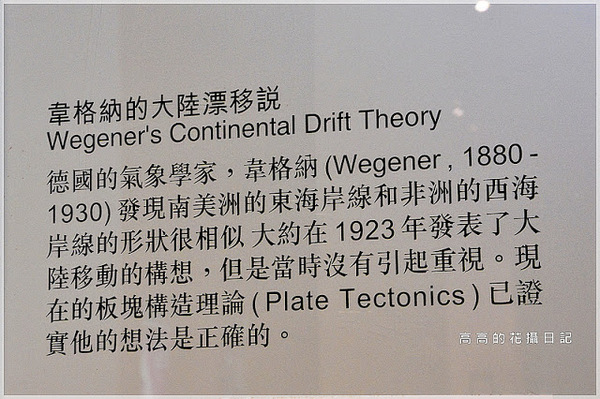 韋格納的大陸漂移説
Wegener's Continental Drift Theory
德國的氣象學家，韋格納(Wegener , 1880 -
1930) 發現南美洲的東海岸線和非洲的西海
岸線的形狀很相似 大約在 1923 年發表了大
陸移動的構想，但是當時沒有引起重視。現
在的板塊構造理論 ( Plate Tectonics ) 已證
實他的想法是正確的。
高高的花攝日記